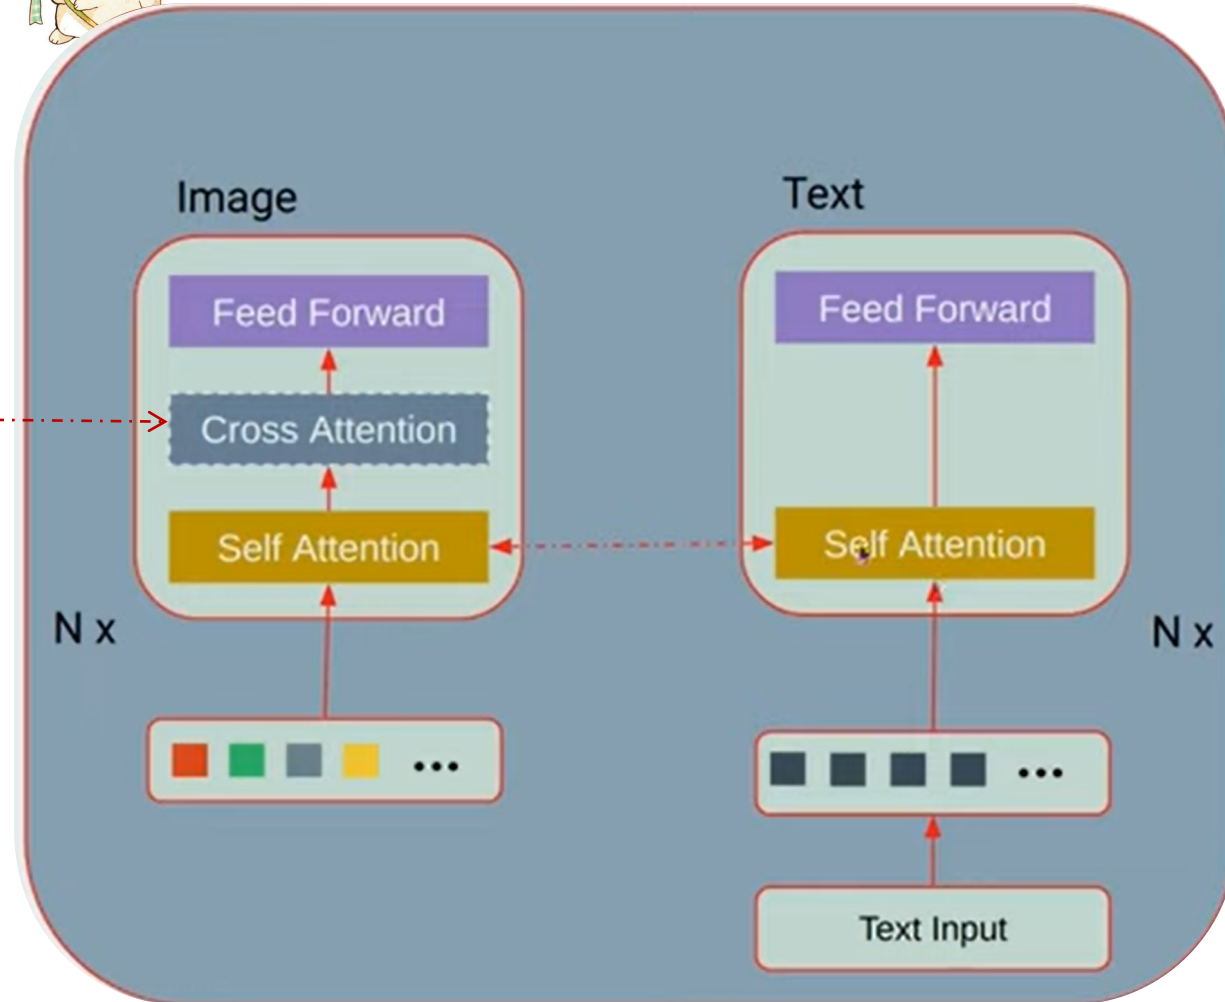 Image
Feed Forward
Cross Attention
Self Attention
N x
...
Text
Feed Forward
Self Attention
N x
...
Text Input